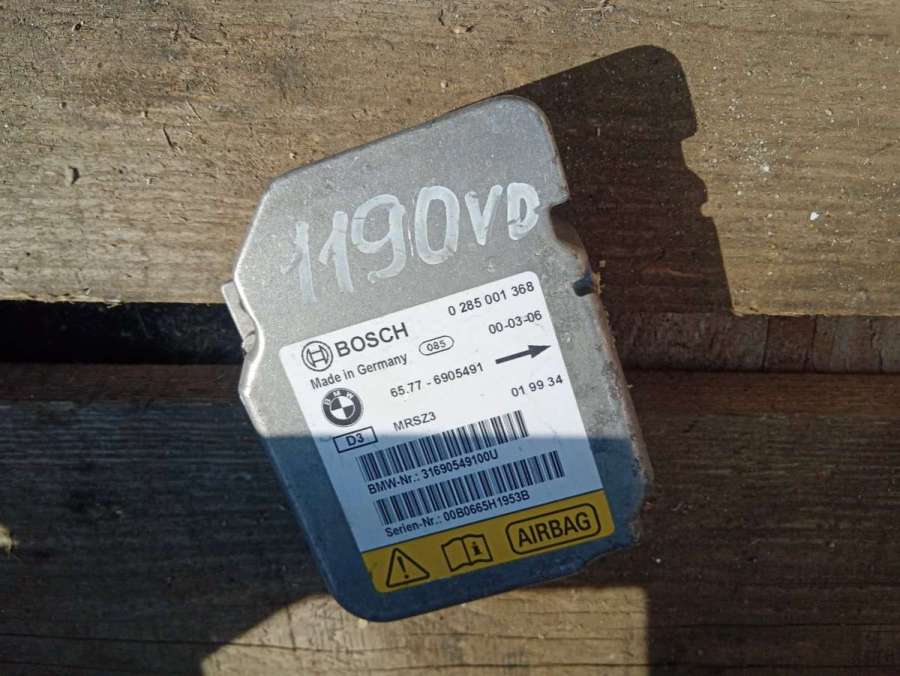 1190VD
0 285 001 368
BOSCH
00-03-06
Made in Germany
085
65.77 - 6905491
BMW
01 99 34
D3
MRSZ3
BMW-Nr.: 31690549100U
Serien-Nr.: 00B0665H1953B
AIRBAG